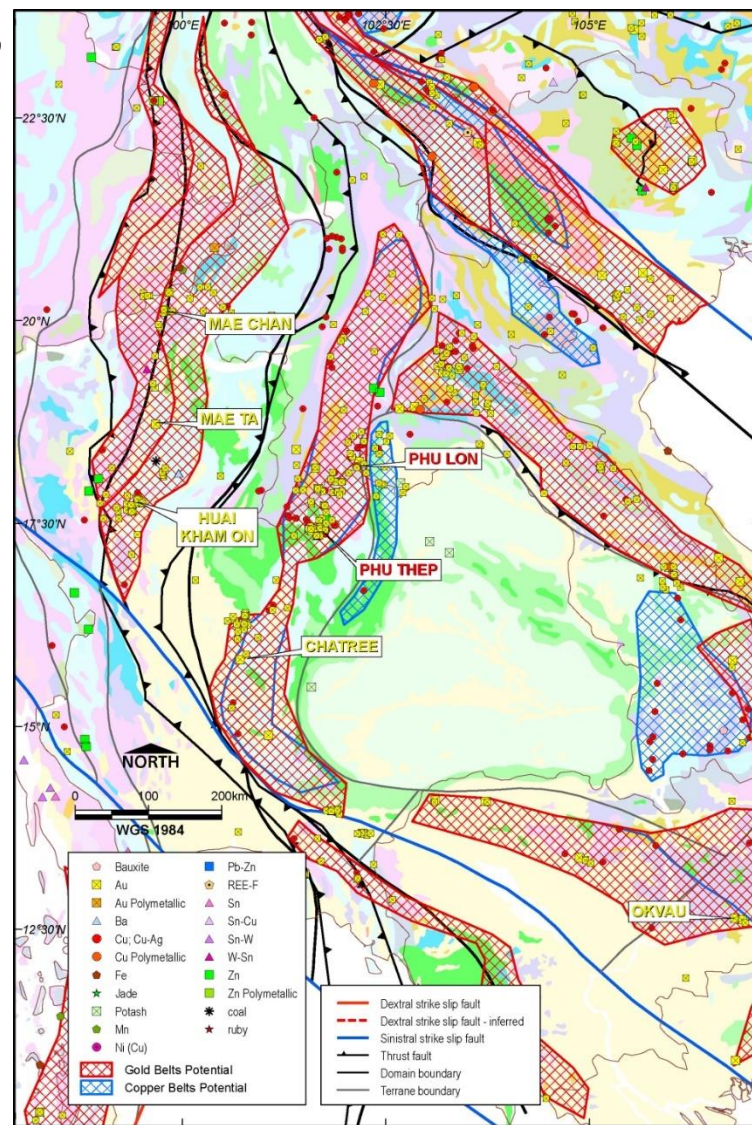 100°E
102°30'E
105°E
22°30'N
20°N
MAE CHAN
MAE TA
PHU LON
HUAI
KHAM ON
17°30'N
PHU THEP
CHATREE
15°N
NORTH
0 100 200km
WGS 1984
OKVAU
12°30'N
Bauxite
Au
Au Polymetallic
Ba
Cu; Cu-Ag
Cu Polymetallic
Fe
Jade
Potash
Mn
Ni (Cu)
Pb-Zn
REE-F
Sn
Sn-Cu
Sn-W
W-Sn
Zn
Zn Polymetallic
coal
ruby
Gold Belts Potential
Copper Belts Potential
Dextral strike slip fault
Dextral strike slip fault - inferred
Sinistral strike slip fault
Thrust fault
Domain boundary
Terrane boundary